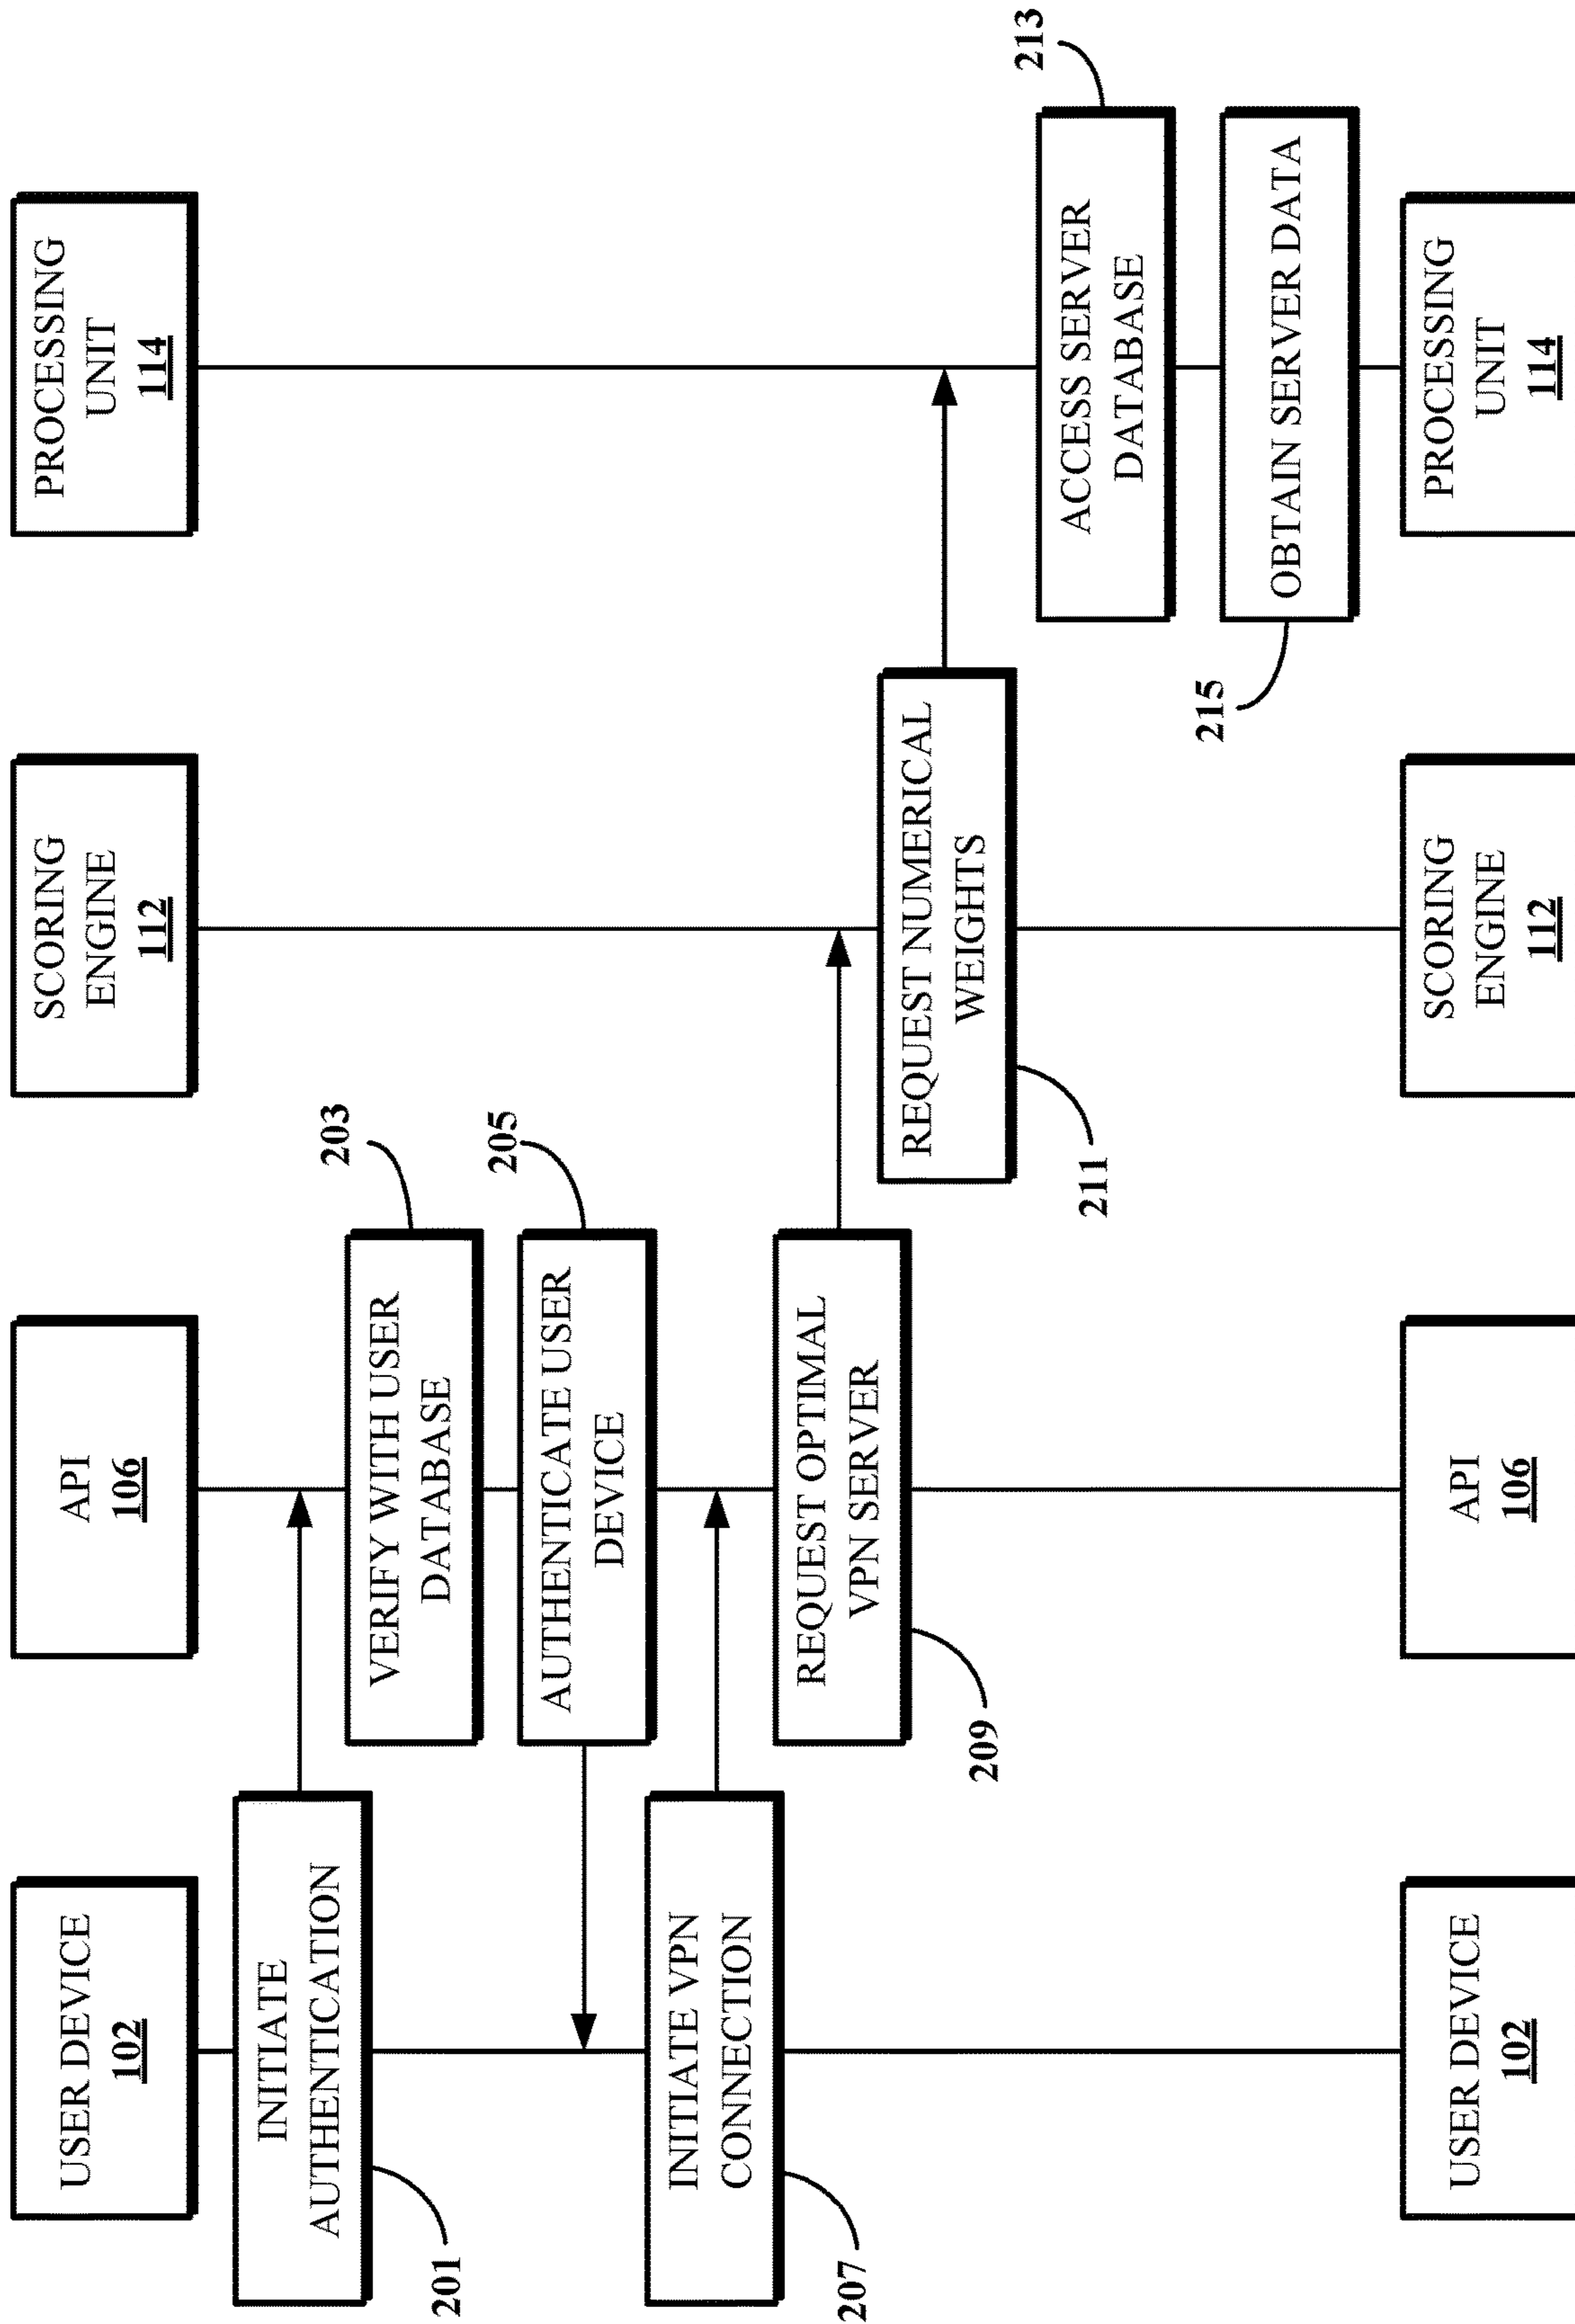 USER DEVICE
102
API
106
SCORING
ENGINE
112
PROCESSING
UNIT
114
INITIATE
AUTHENTICATION
201
VERIFY WITH USER
DATABASE
203
AUTHENTICATE USER
DEVICE
205
INITIATE VPN
CONNECTION
207
REQUEST OPTIMAL
VPN SERVER
209
REQUEST NUMERICAL
WEIGHTS
211
ACCESS SERVER
DATABASE
213
OBTAIN SERVER DATA
215
USER DEVICE
102
API
106
SCORING
ENGINE
112
PROCESSING
UNIT
114